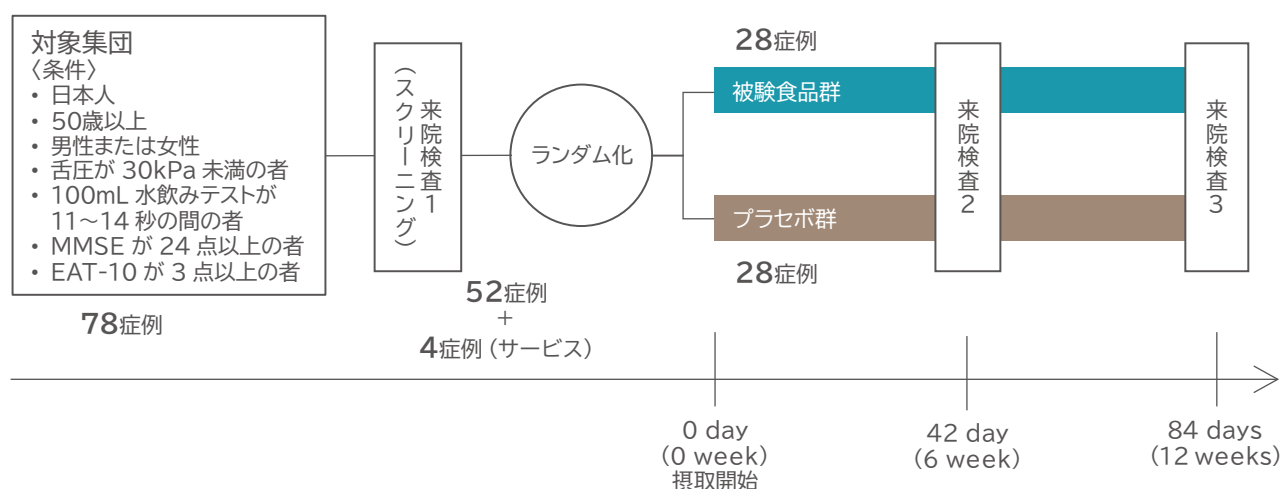 対象集団
〈条件〉
• 日本人
• 50歳以上
• 男性または女性
• 舌圧が 30kPa 未満の者
• 100mL 水飲みテストが
11～14 秒の間の者
• MMSE が 24 点以上の者
• EAT-10 が 3 点以上の者
78症例
来院検査1
(スクリーニング)
52症例
+
4症例 (サービス)
ランダム化
28症例
被験食品群
プラセボ群
28症例
来院検査2
来院検査3
0 day
(0 week)
摂取開始
42 day
(6 week)
84 days
(12 weeks)